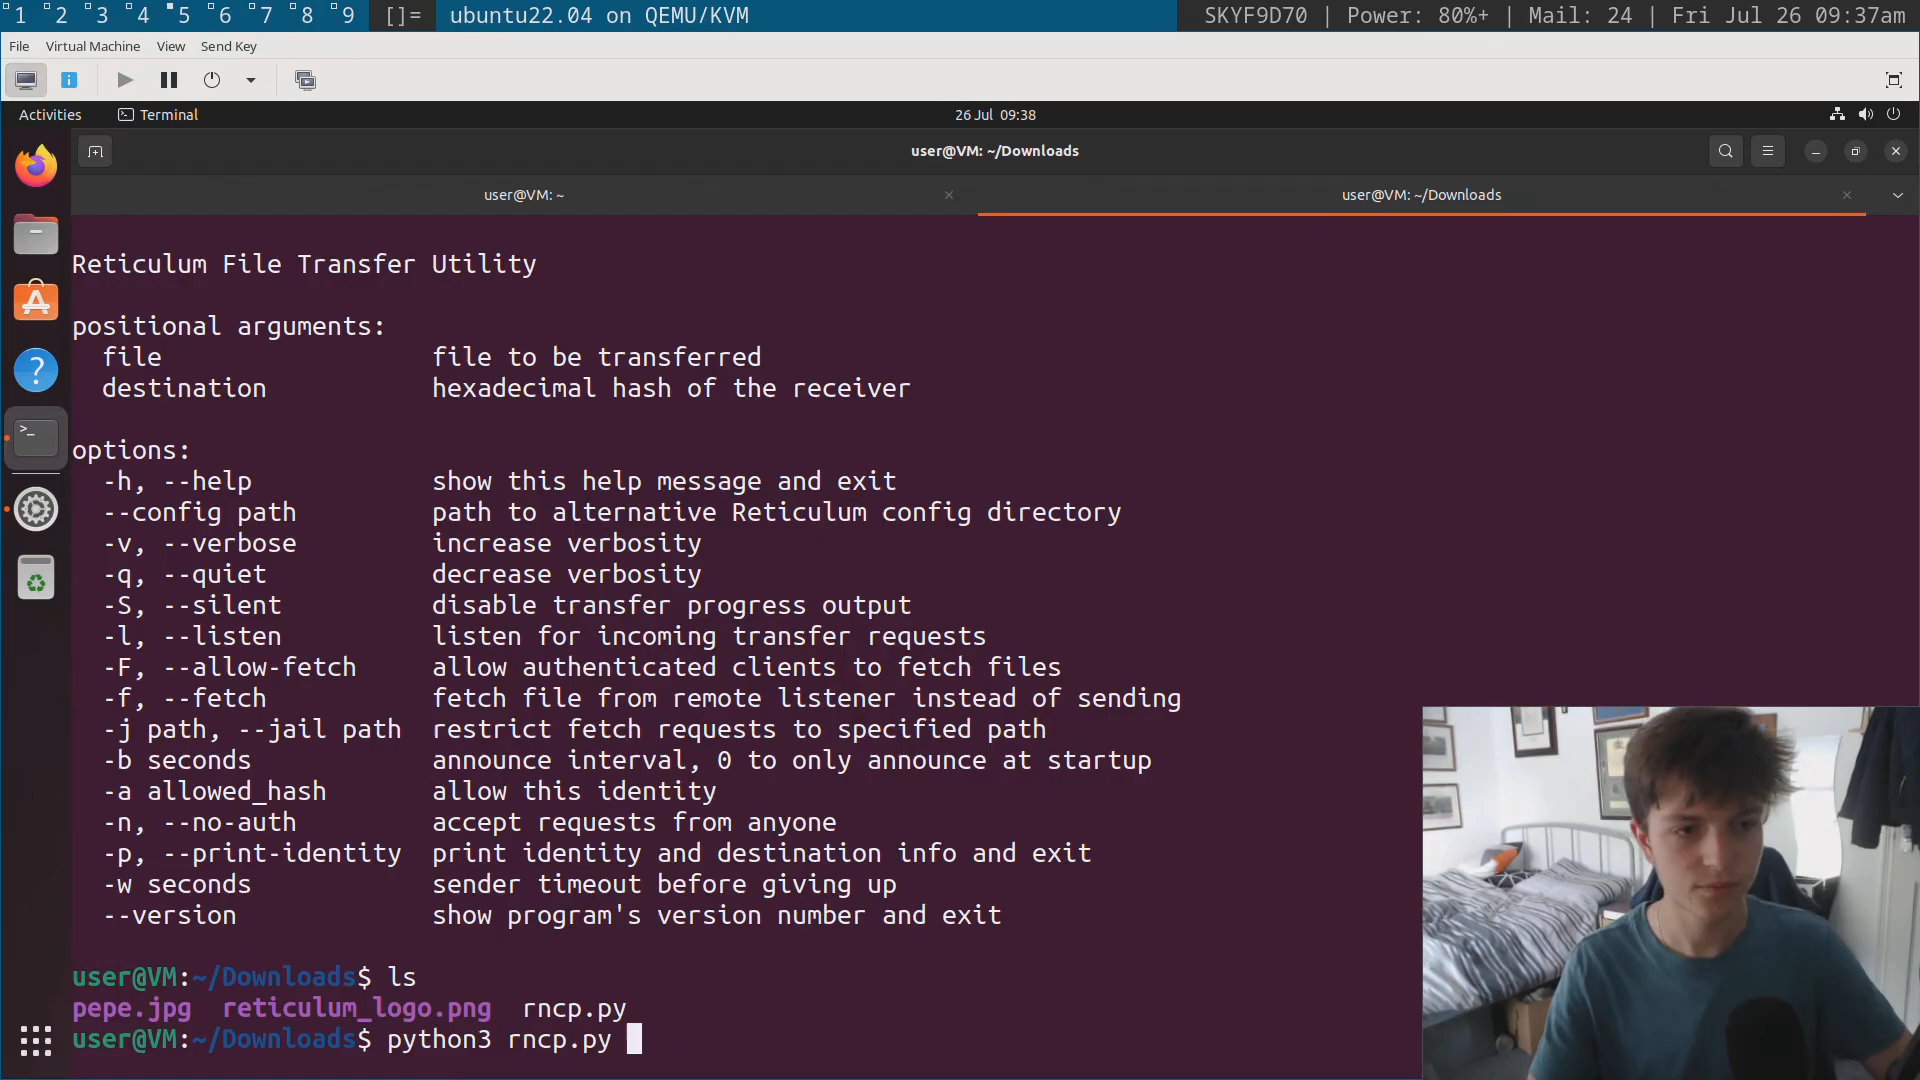 1 2 3 4 5 6 7 8 9 []= ubuntu22.04 on QEMU/KVM SKYF9D70 | Power: 80%+ | Mail: 24 | Fri Jul 26 09:37am
File Virtual Machine View Send Key
Activities Terminal 26 Jul 09:38
user@VM: ~/Downloads
user@VM: ~ user@VM: ~/Downloads
Reticulum File Transfer Utility
positional arguments:
file file to be transferred
destination hexadecimal hash of the receiver
options:
-h, --help show this help message and exit
--config path path to alternative Reticulum config directory
-v, --verbose increase verbosity
-q, --quiet decrease verbosity
-S, --silent disable transfer progress output
-l, --listen listen for incoming transfer requests
-F, --allow-fetch allow authenticated clients to fetch files
-f, --fetch fetch file from remote listener instead of sending
-j path, --jail path restrict fetch requests to specified path
-b seconds announce interval, 0 to only announce at startup
-a allowed_hash allow this identity
-n, --no-auth accept requests from anyone
-p, --print-identity print identity and destination info and exit
-w seconds sender timeout before giving up
--version show program's version number and exit
user@VM:~/Downloads$ ls
pepe.jpg reticulum_logo.png rncp.py
user@VM:~/Downloads$ python3 rncp.py